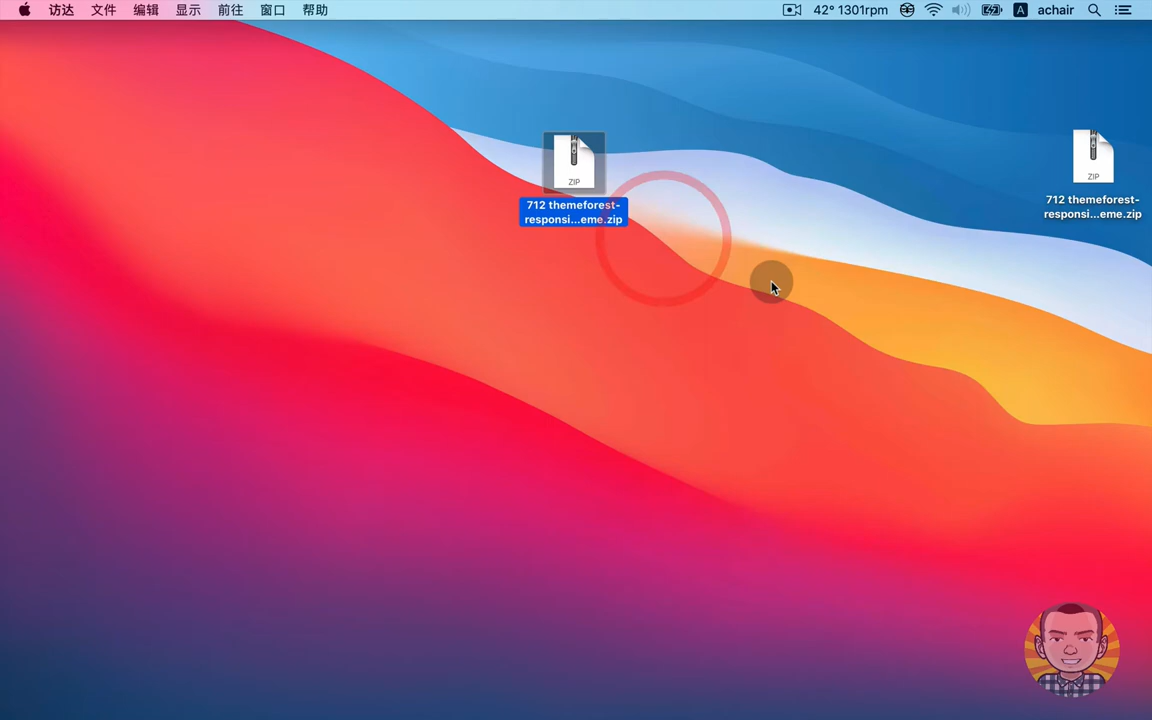 访达 文件 编辑 显示 前往 窗口 帮助 42° 1301rpm A achair
ZIP
712 themeforest-
responsi...eme.zip
ZIP
712 themeforest-
responsi...eme.zip